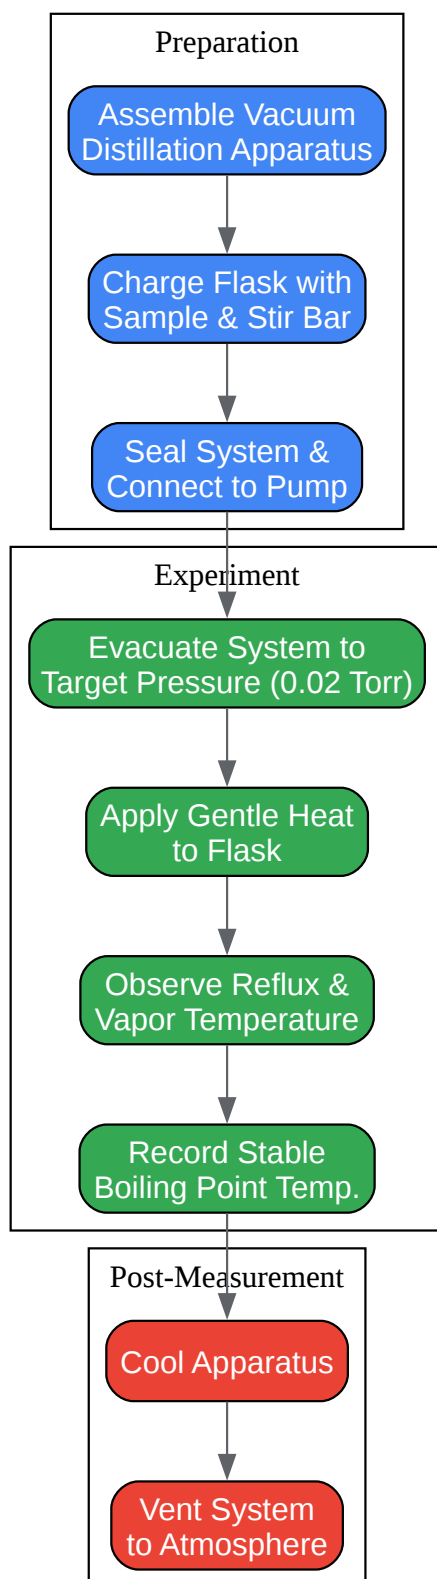 Preparation
Assemble Vacuum
Distillation Apparatus
Charge Flask with
Sample & Stir Bar
Seal System &
Connect to Pump
Experiment
Evacuate System to
Target Pressure (0.02 Torr)
Apply Gentle Heat
to Flask
Observe Reflux &
Vapor Temperature
Record Stable
Boiling Point Temp.
Post-Measurement
Cool Apparatus
Vent System
to Atmosphere